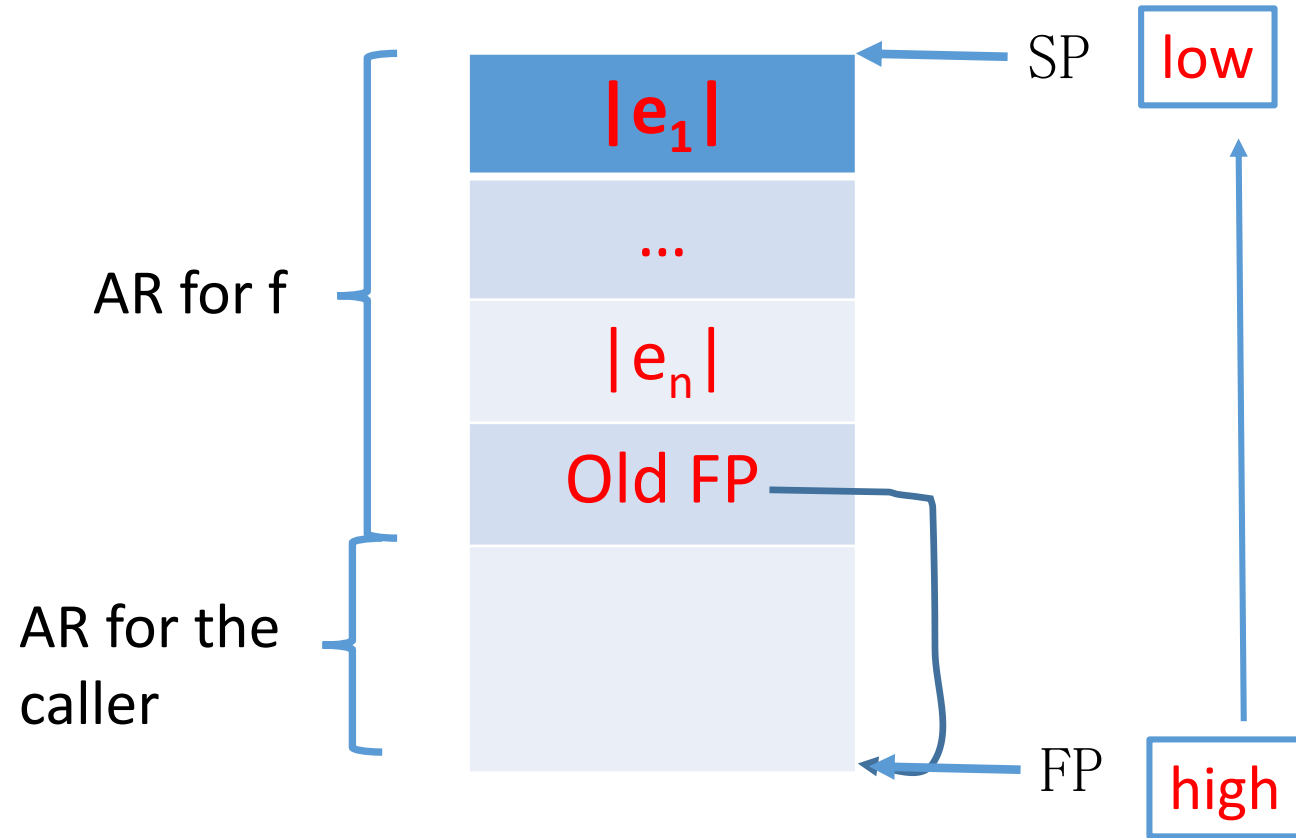 SP
low
|e₁|
...
AR for f
|eₙ|
Old FP
AR for the
caller
FP
high